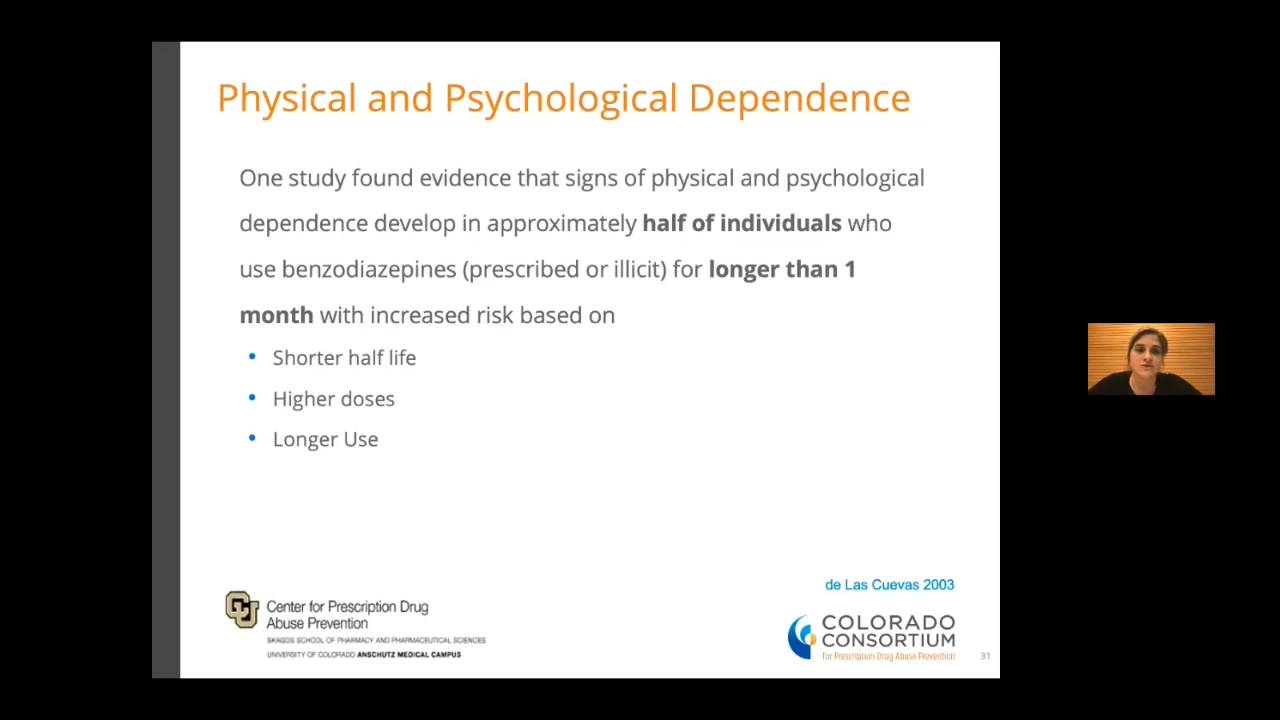 Physical and Psychological Dependence
One study found evidence that signs of physical and psychological
dependence develop in approximately half of individuals who
use benzodiazepines (prescribed or illicit) for longer than 1
month with increased risk based on
• Shorter half life
• Higher doses
• Longer Use
de Las Cuevas 2003
CU
Center for Prescription Drug
Abuse Prevention
SKAGGS SCHOOL OF PHARMACY AND PHARMACEUTICAL SCIENCES
UNIVERSITY OF COLORADO ANSCHUTZ MEDICAL CAMPUS
COLORADO
CONSORTIUM
for Prescription Drug Abuse Prevention
31